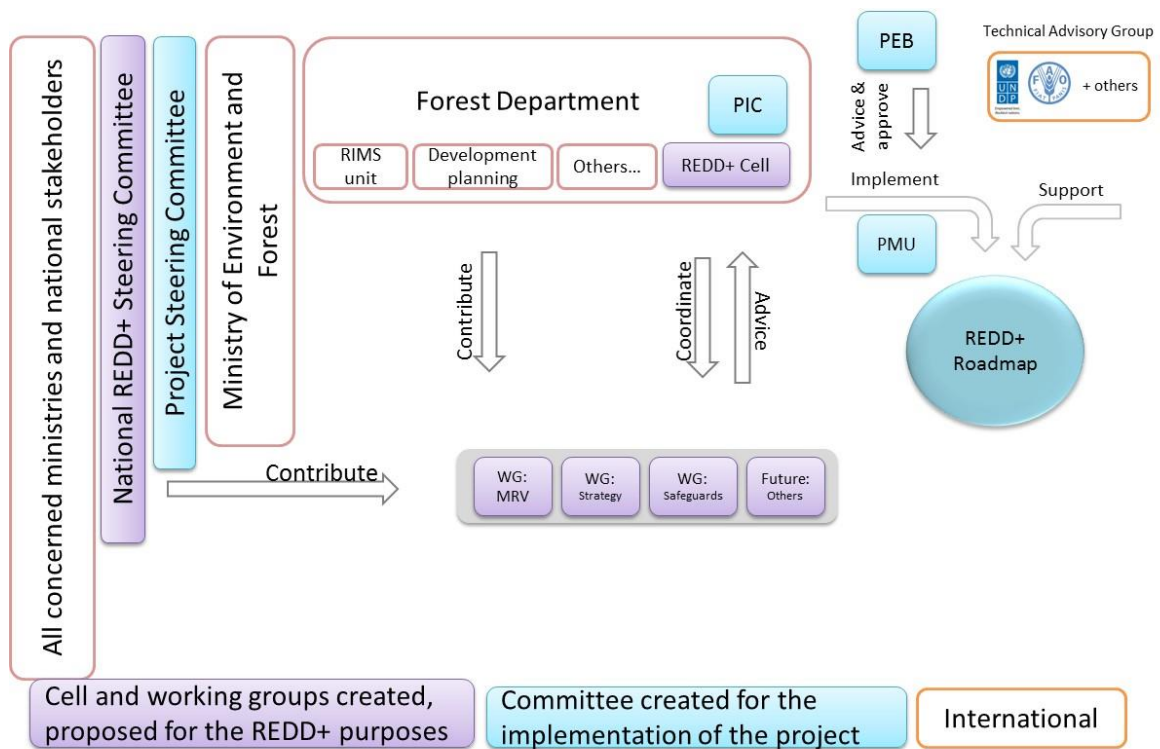 All concerned ministries and national stakeholders
National REDD+ Steering Committee
Project Steering Committee
Ministry of Environment and
Forest
Forest Department
PIC
RIMS
unit
Development
planning
Others...
REDD+ Cell
PEB
Technical Advisory Group
U N
D P
F A O
FIAT PANIS
+ others
Advice &
approve
Implement
Support
PMU
REDD+
Roadmap
Contribute
Coordinate
Advice
Contribute
WG:
MRV
WG:
Strategy
WG:
Safeguards
Future:
Others
Cell and working groups created,
proposed for the REDD+ purposes
Committee created for the
implementation of the project
International